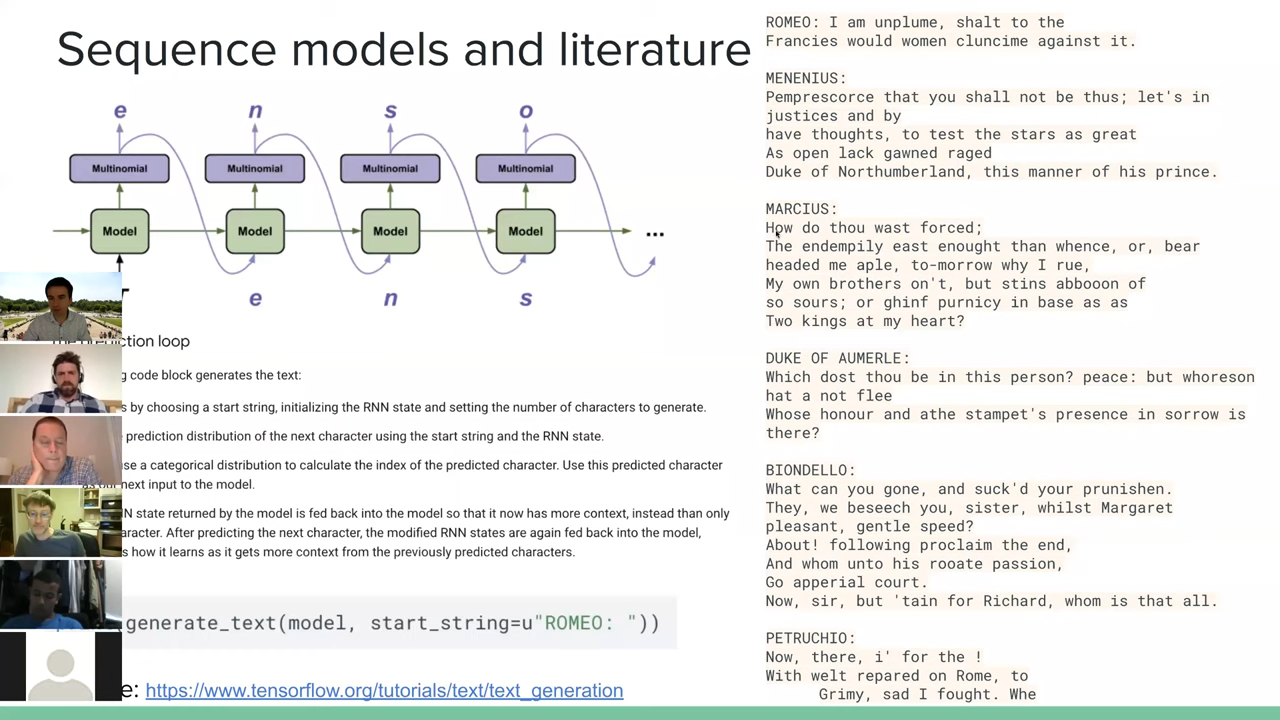 Sequence models and literature
e n s o
Multinomial Multinomial Multinomial Multinomial
Model Model Model Model ...
e n s
ction loop
g code block generates the text:
s by choosing a start string, initializing the RNN state and setting the number of characters to generate.
prediction distribution of the next character using the start string and the RNN state.
se a categorical distribution to calculate the index of the predicted character. Use this predicted character
next input to the model.
N state returned by the model is fed back into the model so that it now has more context, instead than only
aracter. After predicting the next character, the modified RNN states are again fed back into the model,
s how it learns as it gets more context from the previously predicted characters.
generate_text(model, start_string=u"ROMEO: "))
e: https://www.tensorflow.org/tutorials/text/text_generation
ROMEO: I am unplume, shalt to the
Francies would women cluncime against it.
MENENIUS:
Pemprescorce that you shall not be thus; let's in
justices and by
have thoughts, to test the stars as great
As open lack gawned raged
Duke of Northumberland, this manner of his prince.
MARCIUS:
How do thou wast forced;
The endempily east enought than whence, or, bear
headed me aple, to-morrow why I rue,
My own brothers on't, but stins abbooon of
so sours; or ghinf purnicy in base as as
Two kings at my heart?
DUKE OF AUMERLE:
Which dost thou be in this person? peace: but whoreson
hat a not flee
Whose honour and athe stampet's presence in sorrow is
there?
BIONDELLO:
What can you gone, and suck'd your prunishen.
They, we beseech you, sister, whilst Margaret
pleasant, gentle speed?
About! following proclaim the end,
And whom unto his rooate passion,
Go apperial court.
Now, sir, but 'tain for Richard, whom is that all.
PETRUCHIO:
Now, there, i' for the !
With welt repared on Rome, to
Grimy, sad I fought. Whe